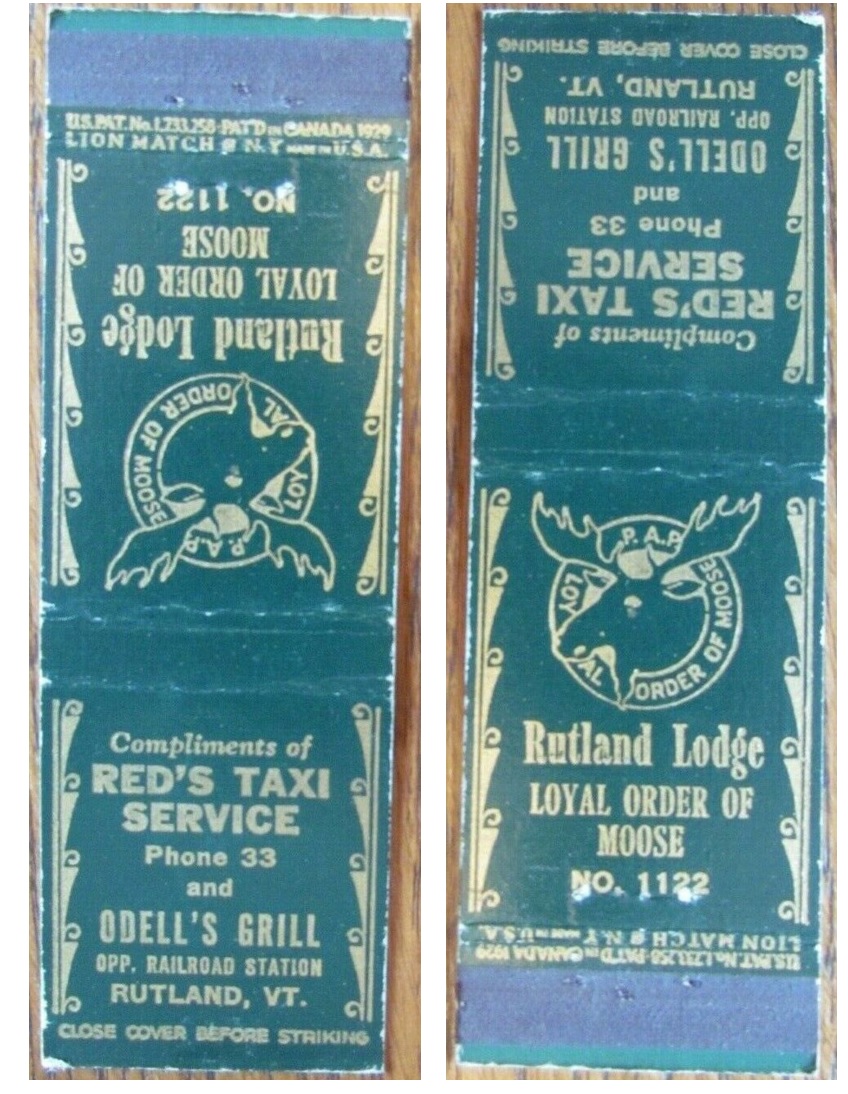 U.S.PAT.No.1,233,258-PAT'D IN CANADA 1929
LION MATCH N.Y. MADE IN U.S.A.
NO. 1122
MOOSE
LOYAL ORDER OF
Rutland Lodge
LOYAL ORDER OF MOOSE
P.A.P.
Compliments of
RED'S TAXI
SERVICE
Phone 33
and
ODELL'S GRILL
OPP. RAILROAD STATION
RUTLAND, VT.
CLOSE COVER BEFORE STRIKING
CLOSE COVER BEFORE STRIKING
RUTLAND, VT.
OPP. RAILROAD STATION
ODELL'S GRILL
and
Phone 33
SERVICE
RED'S TAXI
Compliments of
P.A.P.
LOYAL ORDER OF MOOSE
Rutland Lodge
LOYAL ORDER OF
MOOSE
NO. 1122
LION MATCH N.Y. MADE IN U.S.A.
U.S.PAT.No.1,233,258-PAT'D IN CANADA 1929